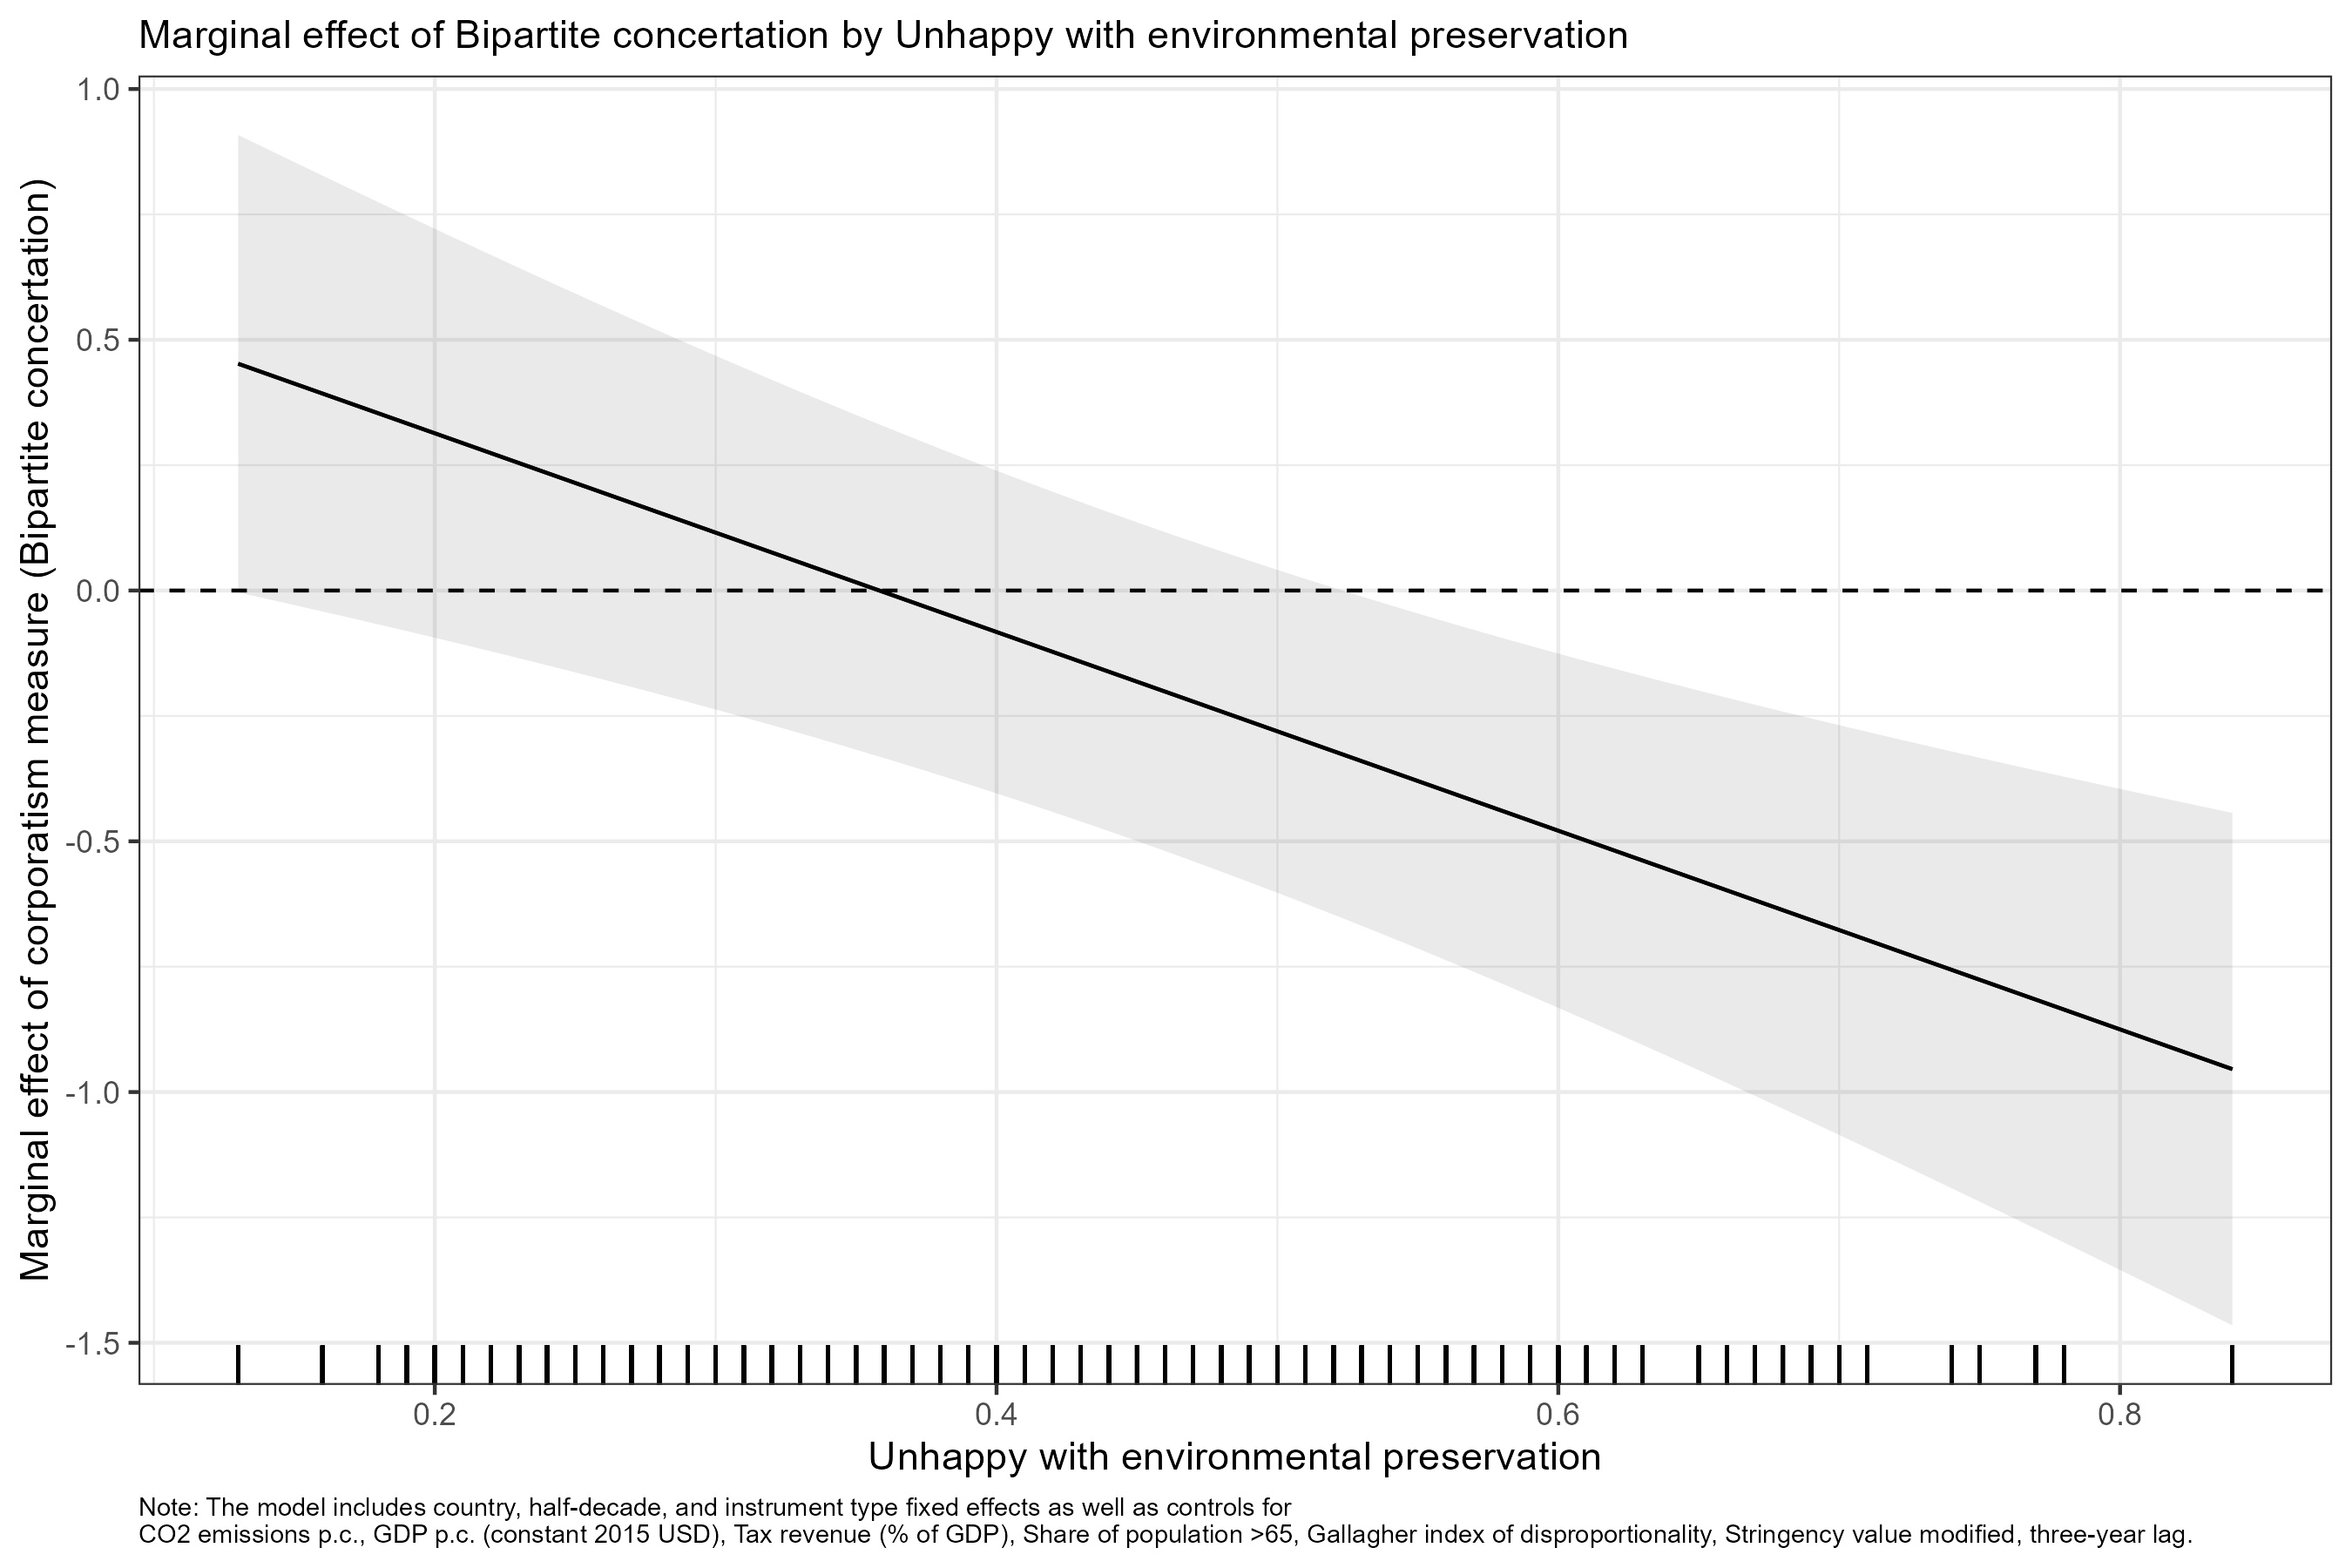 Marginal effect of Bipartite concertation by Unhappy with environmental preservation
Marginal effect of corporatism measure (Bipartite concertation)
1.0
0.5
0.0
-0.5
-1.0
-1.5
0.2 0.4 0.6 0.8
Unhappy with environmental preservation
Note: The model includes country, half-decade, and instrument type fixed effects as well as controls for
CO2 emissions p.c., GDP p.c. (constant 2015 USD), Tax revenue (% of GDP), Share of population >65, Gallagher index of disproportionality, Stringency value modified, three-year lag.